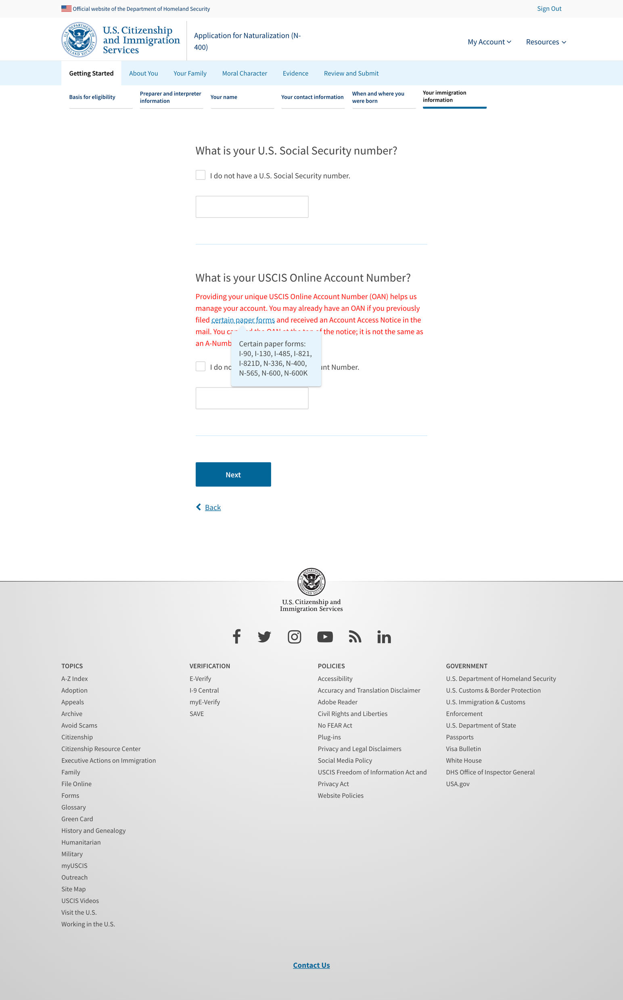 Official website of the Department of Homeland Security
Sign Out
U.S. Citizenship
and Immigration
Services
Application for Naturalization (N-
400)
My Account
Resources
Getting Started
About You
Your Family
Moral Character
Evidence
Review and Submit
Basis for eligibility
Preparer and interpreter
information
Your name
Your contact information
When and where you
were born
Your immigration
information
What is your U.S. Social Security number?
I do not have a U.S. Social Security number.
What is your USCIS Online Account Number?
Providing your unique USCIS Online Account Number (OAN) helps us
manage your account. You may already have an OAN if you previously
filed certain paper forms and received an Account Access Notice in the
mail. You the notice; it is not the same as
an
Certain paper forms:
I-90, I-130, I-485, I-821,
I-821D, N-336, N-400,
N-565, N-600, N-600K
I do Number.
Next
Back
U.S. Citizenship and
Immigration Services
TOPICS
A-Z Index
Adoption
Appeals
Archive
Avoid Scams
Citizenship
Citizenship Resource Center
Executive Actions on Immigration
Family
File Online
Forms
Glossary
Green Card
History and Genealogy
Humanitarian
Military
myUSCIS
Outreach
Site Map
USCIS Videos
Visit the U.S.
Working in the U.S.
VERIFICATION
E-Verify
I-9 Central
myE-Verify
SAVE
POLICIES
Accessibility
Accuracy and Translation Disclaimer
Adobe Reader
Civil Rights and Liberties
No FEAR Act
Plug-ins
Privacy and Legal Disclaimers
Social Media Policy
USCIS Freedom of Information Act and
Privacy Act
Website Policies
GOVERNMENT
U.S. Department of Homeland Security
U.S. Customs & Border Protection
U.S. Immigration & Customs
Enforcement
U.S. Department of State
Passports
Visa Bulletin
White House
DHS Office of Inspector General
USA.gov
Contact Us